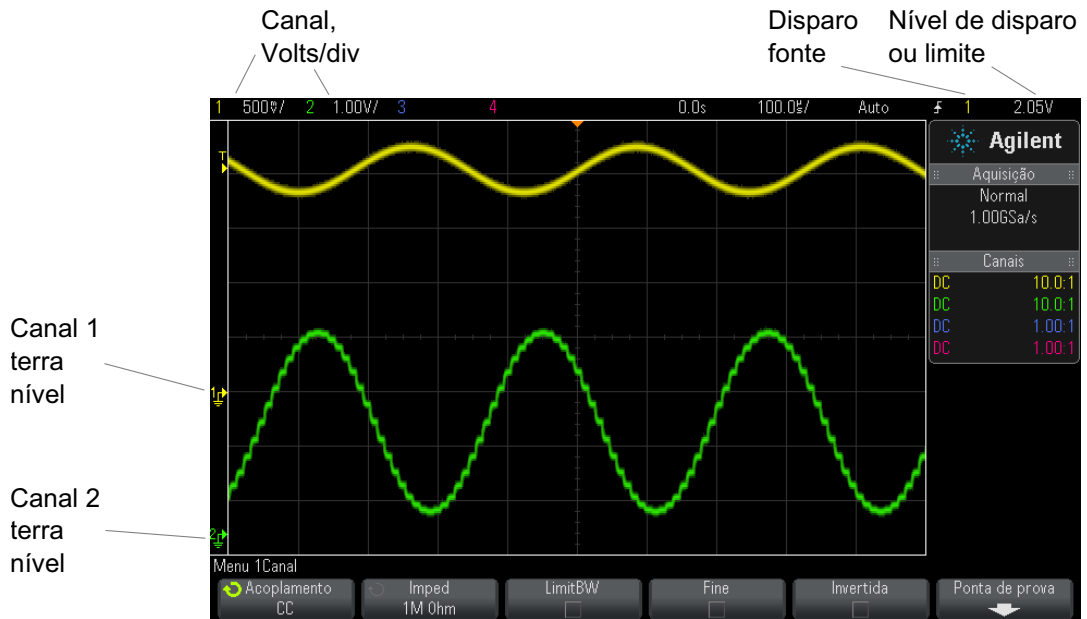 Canal,
Volts/div
Disparo
fonte
Nível de disparo
ou limite
1 500mV/ 2 1.00V/ 3 4 0.0s 100.0µs/ Auto 1 2.05V
T
Agilent
Aquisição
Normal
1.00GSa/s
Canais
DC 10.0:1
DC 10.0:1
DC 1.00:1
DC 1.00:1
Canal 1
terra
nível
1
Canal 2
terra
nível
2
Menu 1Canal
Acoplamento
CC
Imped
1M Ohm
LimitBW
Fine
Invertida
Ponta de prova